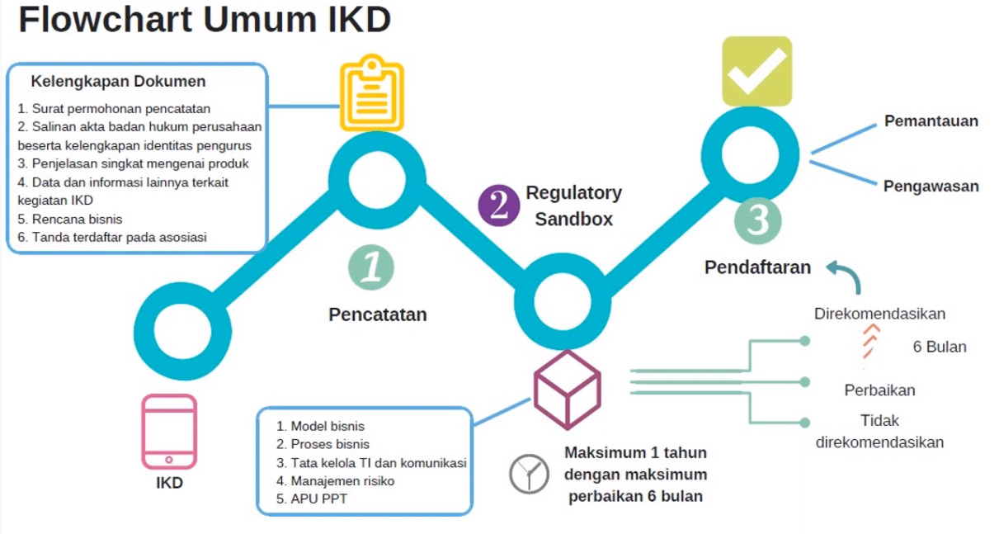 Flowchart Umum IKD
Kelengkapan Dokumen
1. Surat permohonan pencatatan
2. Salinan akta badan hukum perusahaan
beserta kelengkapan identitas pengurus
3. Penjelasan singkat mengenai produk
4. Data dan informasi lainnya terkait
kegiatan IKD
5. Rencana bisnis
6. Tanda terdaftar pada asosiasi
IKD
1
Pencatatan
2
Regulatory
Sandbox
1. Model bisnis
2. Proses bisnis
3. Tata kelola TI dan komunikasi
4. Manajemen risiko
5. APU PPT
Maksimum 1 tahun
dengan maksimum
perbaikan 6 bulan
3
Pendaftaran
Pemantauan
Pengawasan
Direkomendasikan
6 Bulan
Perbaikan
Tidak
direkomendasikan